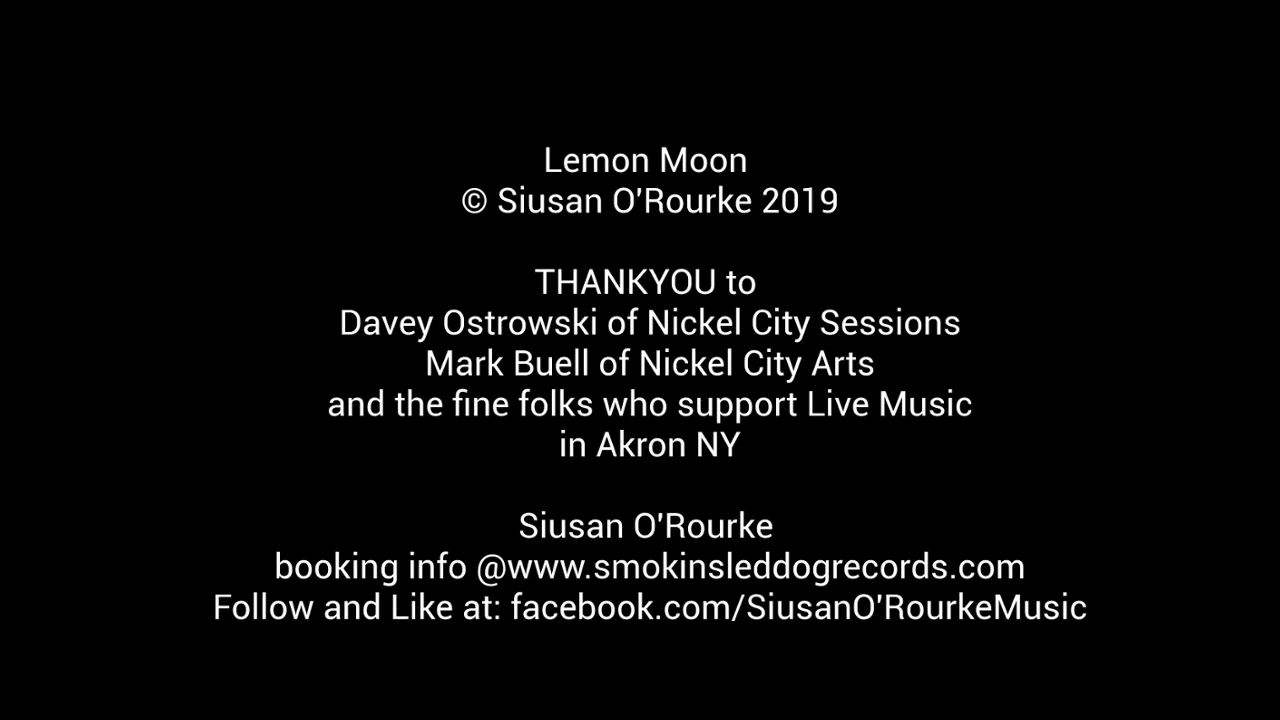 Lemon Moon
© Siusan O'Rourke 2019
THANKYOU to
Davey Ostrowski of Nickel City Sessions
Mark Buell of Nickel City Arts
and the fine folks who support Live Music
in Akron NY
Siusan O'Rourke
booking info @www.smokinsleddogrecords.com
Follow and Like at: facebook.com/SiusanO'RourkeMusic